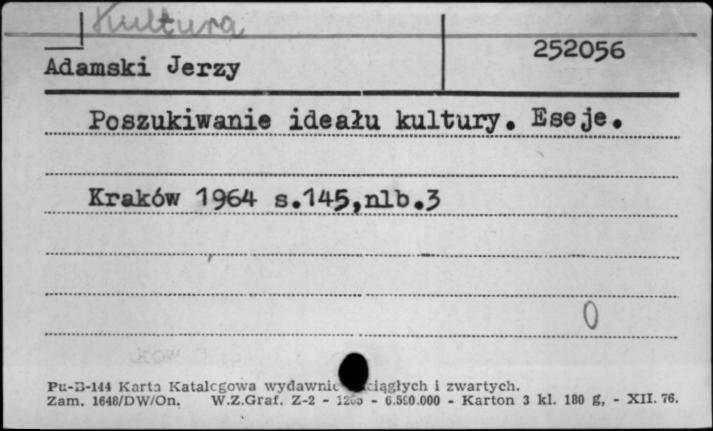 Kultura
252056
Adamski Jerzy
Poszukiwanie ideału kultury. Eseje.
Kraków 1964 s.145,nlb.3
0
Pu-B-144 Karta Katalogowa wydawnic ciągłych i zwartych.
Zam. 1648/DW/On. W.Z.Graf. Z-2 - - 6.500.000 - Karton 3 kl. 180 g. - XII. 76.